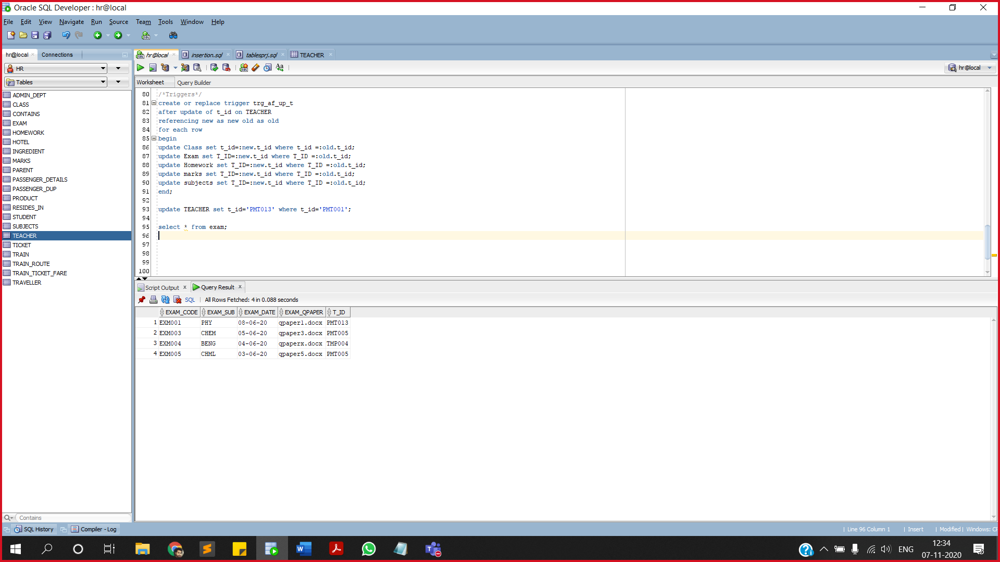 Oracle SQL Developer : hr@local
File Edit View Navigate Run Source Team Tools Window Help
hr@local Connections
HR
Tables
ADMIN_DEPT
CLASS
CONTAINS
EXAM
HOMEWORK
HOTEL
INGREDIENT
MARKS
PARENT
PASSENGER_DETAILS
PASSENGER_DUP
PRODUCT
RESIDES_IN
STUDENT
SUBJECTS
TEACHER
TICKET
TRAIN
TRAIN_ROUTE
TRAIN_TICKET_FARE
TRAVELLER
Contains
hr@local insertion.sql tablesprj.sql TEACHER
Aa
hr@local
Worksheet Query Builder
80 /*Triggers*/
81 create or replace trigger trg_af_up_t
82 after update of t_id on TEACHER
83 referencing new as new old as old
84 for each row
85 begin
86 update Class set t_id=:new.t_id where t_id =:old.t_id;
87 update Exam set T_ID=:new.t_id where T_ID =:old.t_id;
88 update Homework set T_ID=:new.t_id where T_ID =:old.t_id;
89 update marks set T_ID=:new.t_id where T_ID =:old.t_id;
90 update subjects set T_ID=:new.t_id where T_ID =:old.t_id;
91 end;
92
93 update TEACHER set t_id='PMT013' where t_id='PMT001';
94
95 select * from exam;
96
97
98
99
100
Script Output x Query Result x
SQL | All Rows Fetched: 4 in 0.088 seconds
EXAM_CODE EXAM_SUB EXAM_DATE EXAM_QPAPER T_ID
1 EXM001 PHY 08-06-20 qpaper1.docx PMT013
2 EXM003 CHEM 05-06-20 qpaper3.docx PMT005
3 EXM004 BENG 04-06-20 qpaperx.docx TMP004
4 EXM005 CHML 03-06-20 qpaper5.docx PMT005
SQL History Compiler - Log
| Line 96 Column 1 | Insert | Modified | Windows: CR
ENG
12:34
07-11-2020